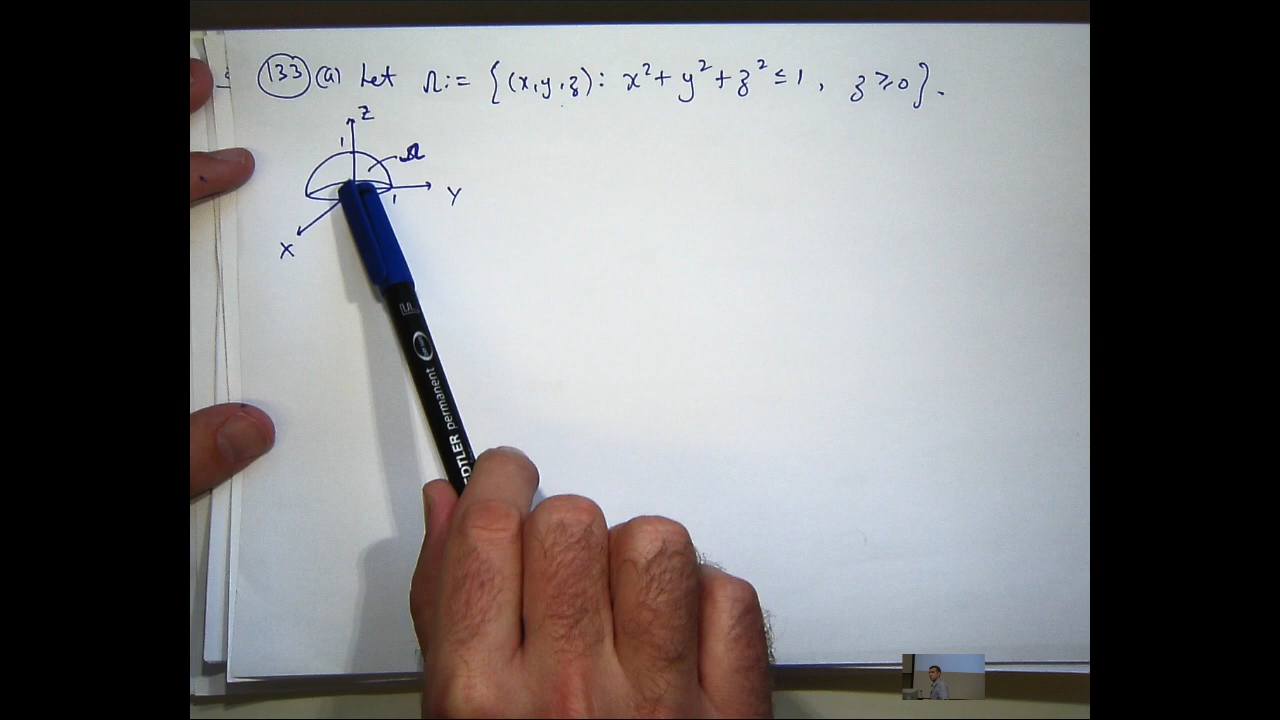 (133) (a) Let Ω := {(x,y,z): x²+y²+z² ≤ 1, z ≥ 0}.
Z
1
Ω
Y
1
X
STAEDTLER permanent